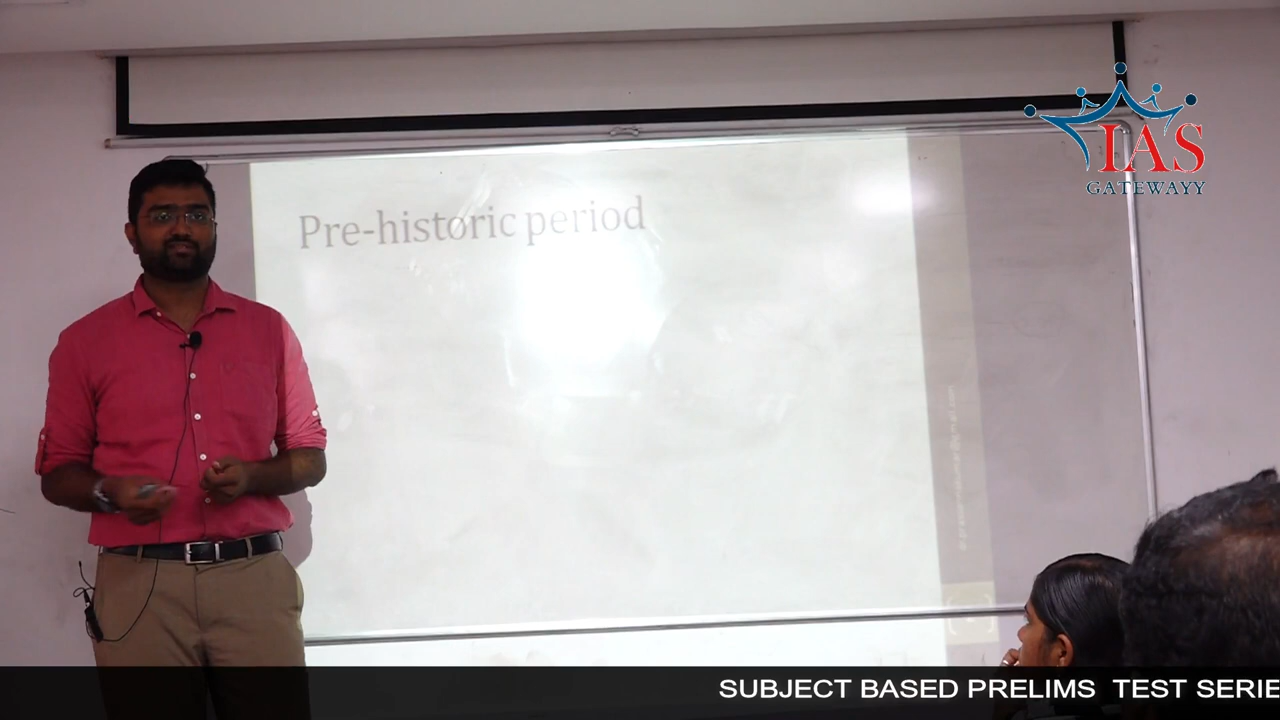 IAS
GATEWAYY
Pre-historic period
SUBJECT BASED PRELIMS TEST SERIE